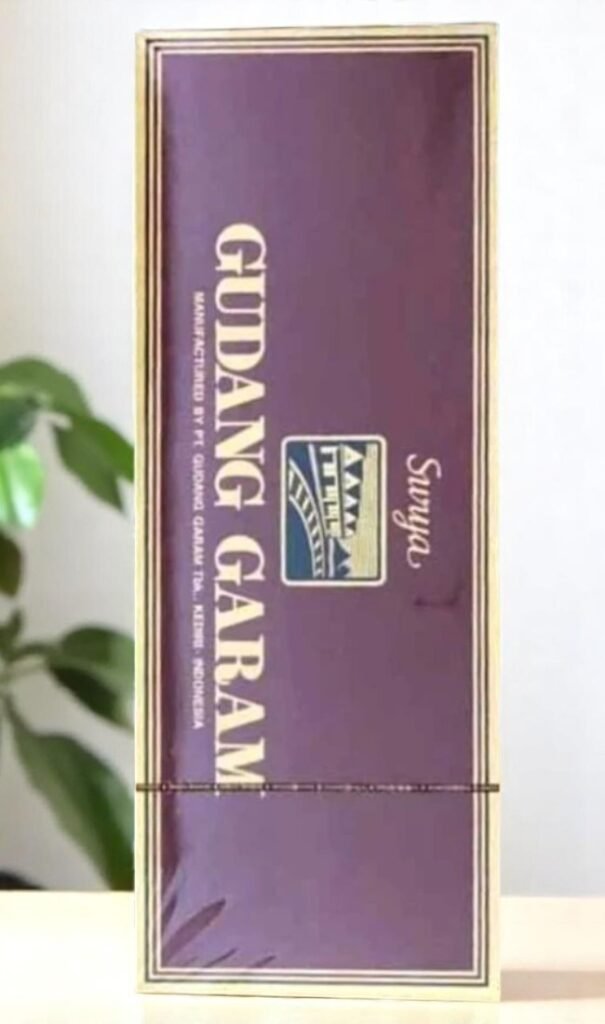 Surya
GUDANG GARAM
MANUFACTURED BY PT. GUDANG GARAM Tbk., KEDIRI - INDONESIA